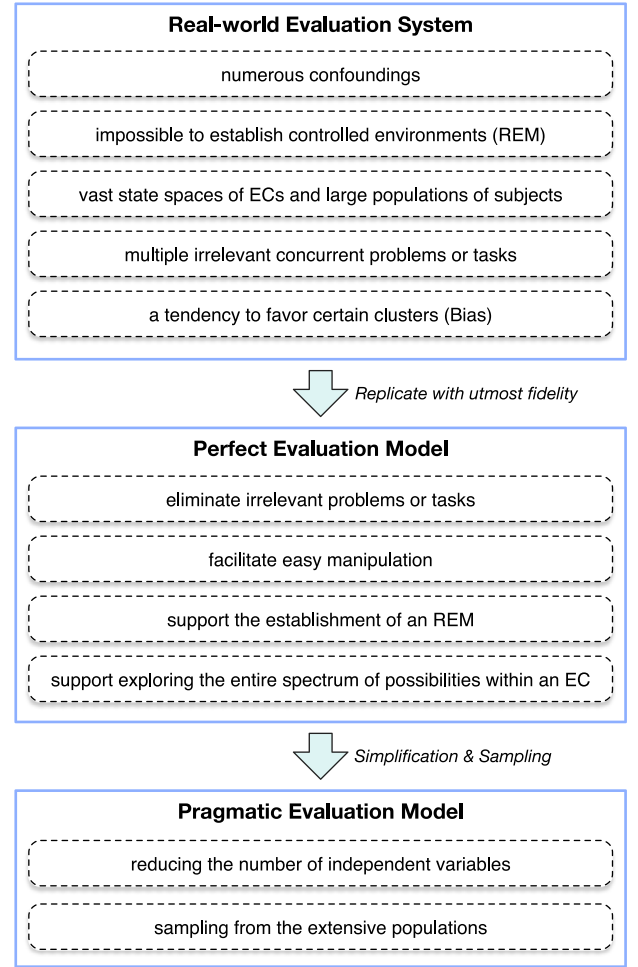 Real-world Evaluation System
numerous confoundings
impossible to establish controlled environments (REM)
vast state spaces of ECs and large populations of subjects
multiple irrelevant concurrent problems or tasks
a tendency to favor certain clusters (Bias)
Replicate with utmost fidelity
Perfect Evaluation Model
eliminate irrelevant problems or tasks
facilitate easy manipulation
support the establishment of an REM
support exploring the entire spectrum of possibilities within an EC
Simplification & Sampling
Pragmatic Evaluation Model
reducing the number of independent variables
sampling from the extensive populations